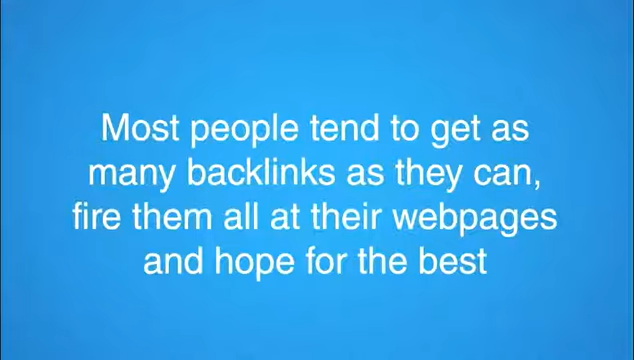 Most people tend to get as
many backlinks as they can,
fire them all at their webpages
and hope for the best